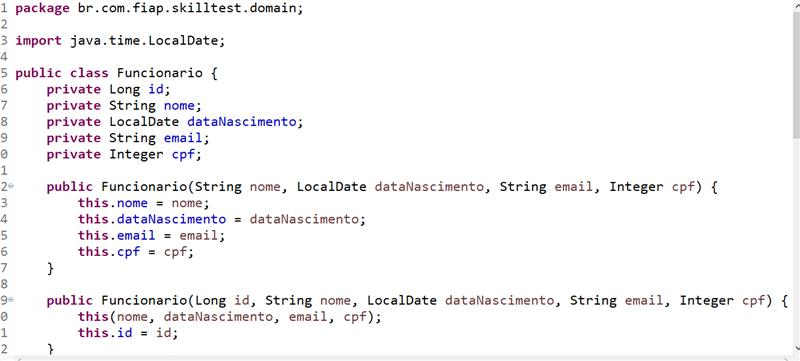 1 package br.com.fiap.skilltest.domain;
2
3 import java.time.LocalDate;
4
5 public class Funcionario {
6     private Long id;
7     private String nome;
8     private LocalDate dataNascimento;
9     private String email;
0     private Integer cpf;
1
2     public Funcionario(String nome, LocalDate dataNascimento, String email, Integer cpf) {
3         this.nome = nome;
4         this.dataNascimento = dataNascimento;
5         this.email = email;
6         this.cpf = cpf;
7     }
8
9     public Funcionario(Long id, String nome, LocalDate dataNascimento, String email, Integer cpf) {
0         this(nome, dataNascimento, email, cpf);
1         this.id = id;
2     }